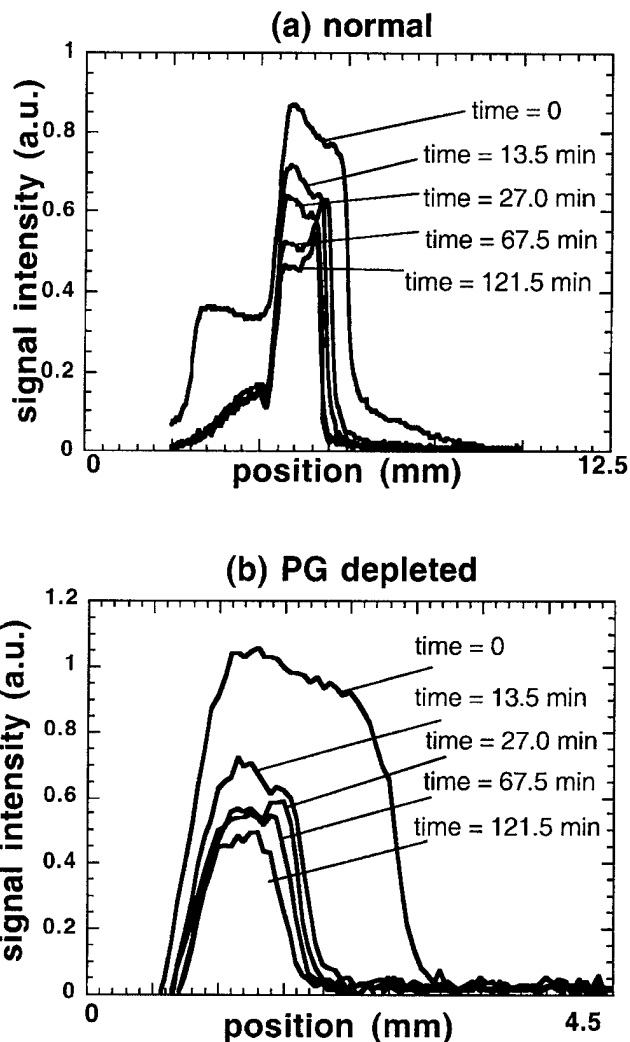 (a) normal
1
0.8
0.6
0.4
0.2
0
signal intensity (a.u.)
time = 0
time = 13.5 min
time = 27.0 min
time = 67.5 min
time = 121.5 min
0
12.5
position (mm)
(b) PG depleted
1.2
1
0.8
0.6
0.4
0.2
0
signal intensity (a.u.)
time = 0
time = 13.5 min
time = 27.0 min
time = 67.5 min
time = 121.5 min
0
4.5
position (mm)